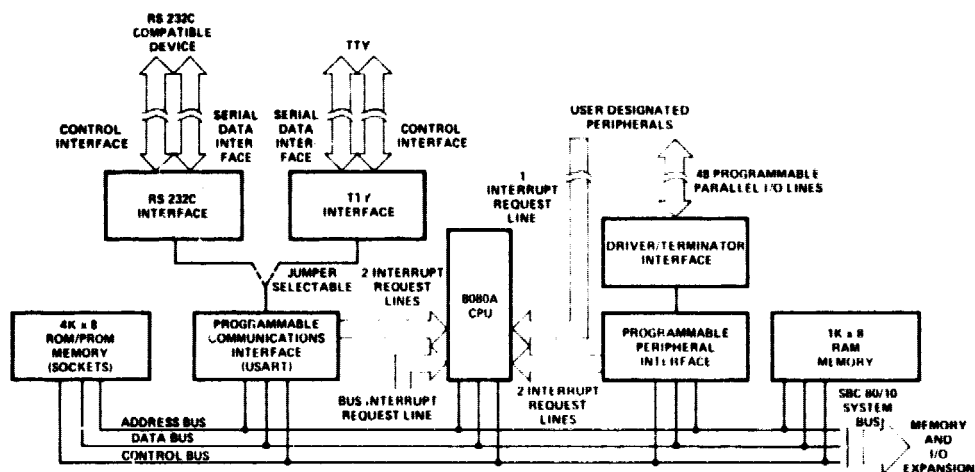 RS 232C
COMPATIBLE
DEVICE
TTY
CONTROL
INTERFACE
SERIAL
DATA
INTER
FACE
SERIAL
DATA
INTER
FACE
CONTROL
INTERFACE
USER DESIGNATED
PERIPHERALS
48 PROGRAMMABLE
PARALLEL I/O LINES
1
INTERRUPT
REQUEST
LINE
RS 232C
INTERFACE
TTY
INTERFACE
DRIVER/TERMINATOR
INTERFACE
JUMPER
SELECTABLE
2 INTERRUPT
REQUEST
LINES
8080A
CPU
4K x 8
ROM/PROM
MEMORY
(SOCKETS)
PROGRAMMABLE
COMMUNICATIONS
INTERFACE
(USART)
PROGRAMMABLE
PERIPHERAL
INTERFACE
1K x 8
RAM
MEMORY
BUS INTERRUPT
REQUEST LINE
2 INTERRUPT
REQUEST
LINES
SBC 80/10
SYSTEM
BUS
ADDRESS BUS
DATA BUS
CONTROL BUS
MEMORY
AND
I/O
EXPANSION